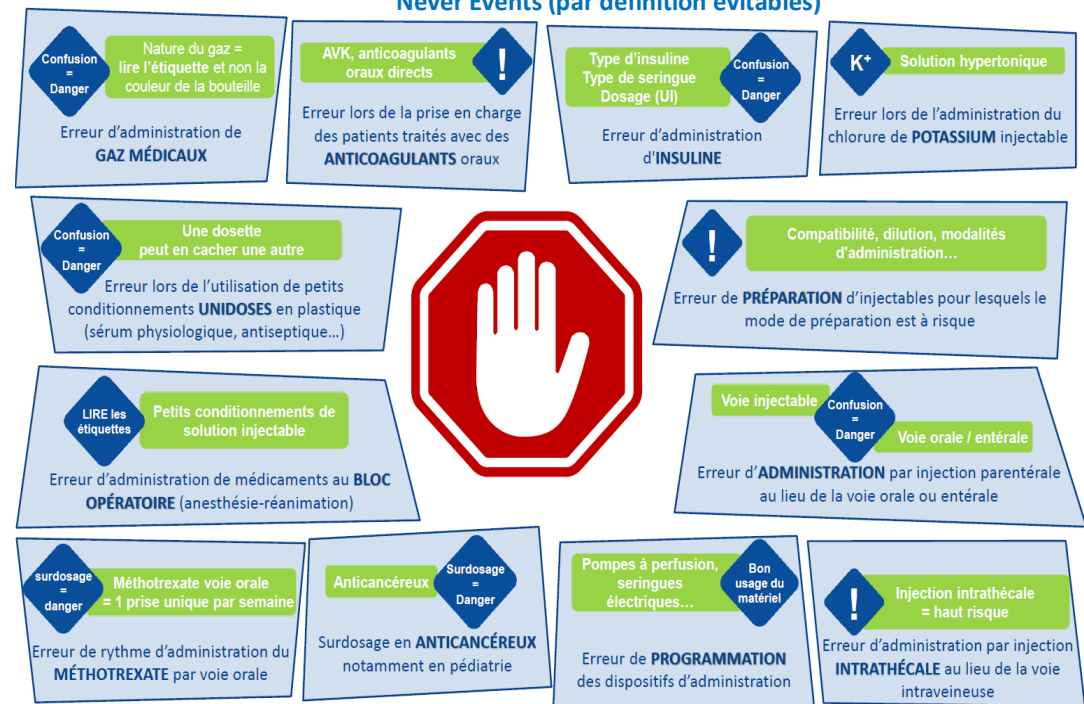 Never Events (par définition évitables)
Confusion
=
Danger
Nature du gaz =
lire l'étiquette et non la
couleur de la bouteille
Erreur d'administration de
GAZ MÉDICAUX
AVK, anticoagulants
oraux directs
!
Erreur lors de la prise en charge
des patients traités avec des
ANTICOAGULANTS oraux
Type d'insuline
Type de seringue
Dosage (UI)
Confusion
=
Danger
Erreur d'administration
d'INSULINE
K+
Solution hypertonique
Erreur lors de l'administration du
chlorure de POTASSIUM injectable
Confusion
=
Danger
Une dosette
peut en cacher une autre
Erreur lors de l'utilisation de petits
conditionnements UNIDOSES en plastique
(sérum physiologique, antiseptique…)
!
Compatibilité, dilution, modalités
d'administration…
Erreur de PRÉPARATION d'injectables pour lesquels le
mode de préparation est à risque
LIRE les
étiquettes
Petits conditionnements de
solution injectable
Erreur d'administration de médicaments au BLOC
OPÉRATOIRE (anesthésie-réanimation)
Voie injectable
Confusion
=
Danger
Voie orale / entérale
Erreur d'ADMINISTRATION par injection parentérale
au lieu de la voie orale ou entérale
surdosage
=
danger
Méthotrexate voie orale
= 1 prise unique par semaine
Erreur de rythme d'administration du
MÉTHOTREXATE par voie orale
Anticancéreux
Surdosage
=
Danger
Surdosage en ANTICANCÉREUX
notamment en pédiatrie
Pompes à perfusion,
seringues
électriques…
Bon
usage du
matériel
Erreur de PROGRAMMATION
des dispositifs d'administration
!
Injection intrathécale
= haut risque
Erreur d'administration par injection
INTRATHÉCALE au lieu de la voie
intraveineuse